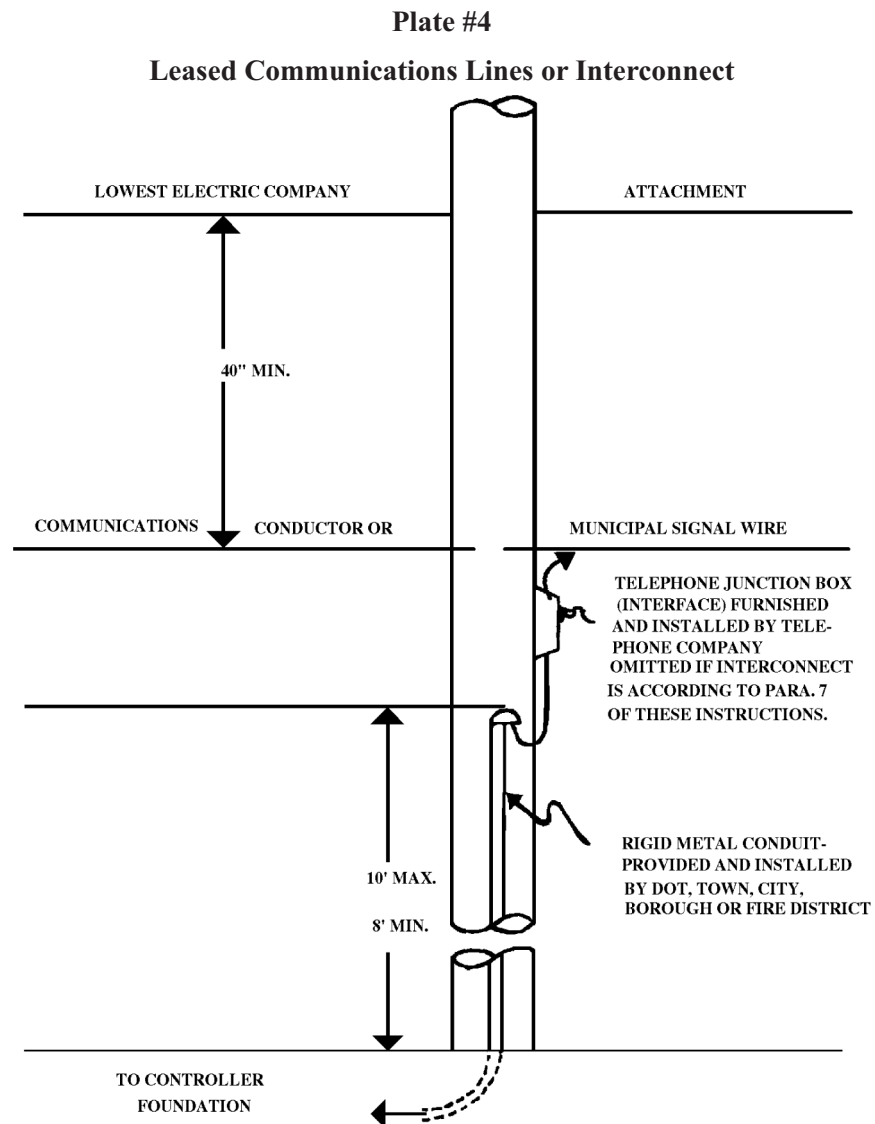 Plate #4
Leased Communications Lines or Interconnect
LOWEST ELECTRIC COMPANY ATTACHMENT
40" MIN.
COMMUNICATIONS CONDUCTOR OR MUNICIPAL SIGNAL WIRE
TELEPHONE JUNCTION BOX
(INTERFACE) FURNISHED
AND INSTALLED BY TELE-
PHONE COMPANY
OMITTED IF INTERCONNECT
IS ACCORDING TO PARA. 7
OF THESE INSTRUCTIONS.
RIGID METAL CONDUIT-
PROVIDED AND INSTALLED
BY DOT, TOWN, CITY,
BOROUGH OR FIRE DISTRICT
10' MAX.
8' MIN.
TO CONTROLLER
FOUNDATION